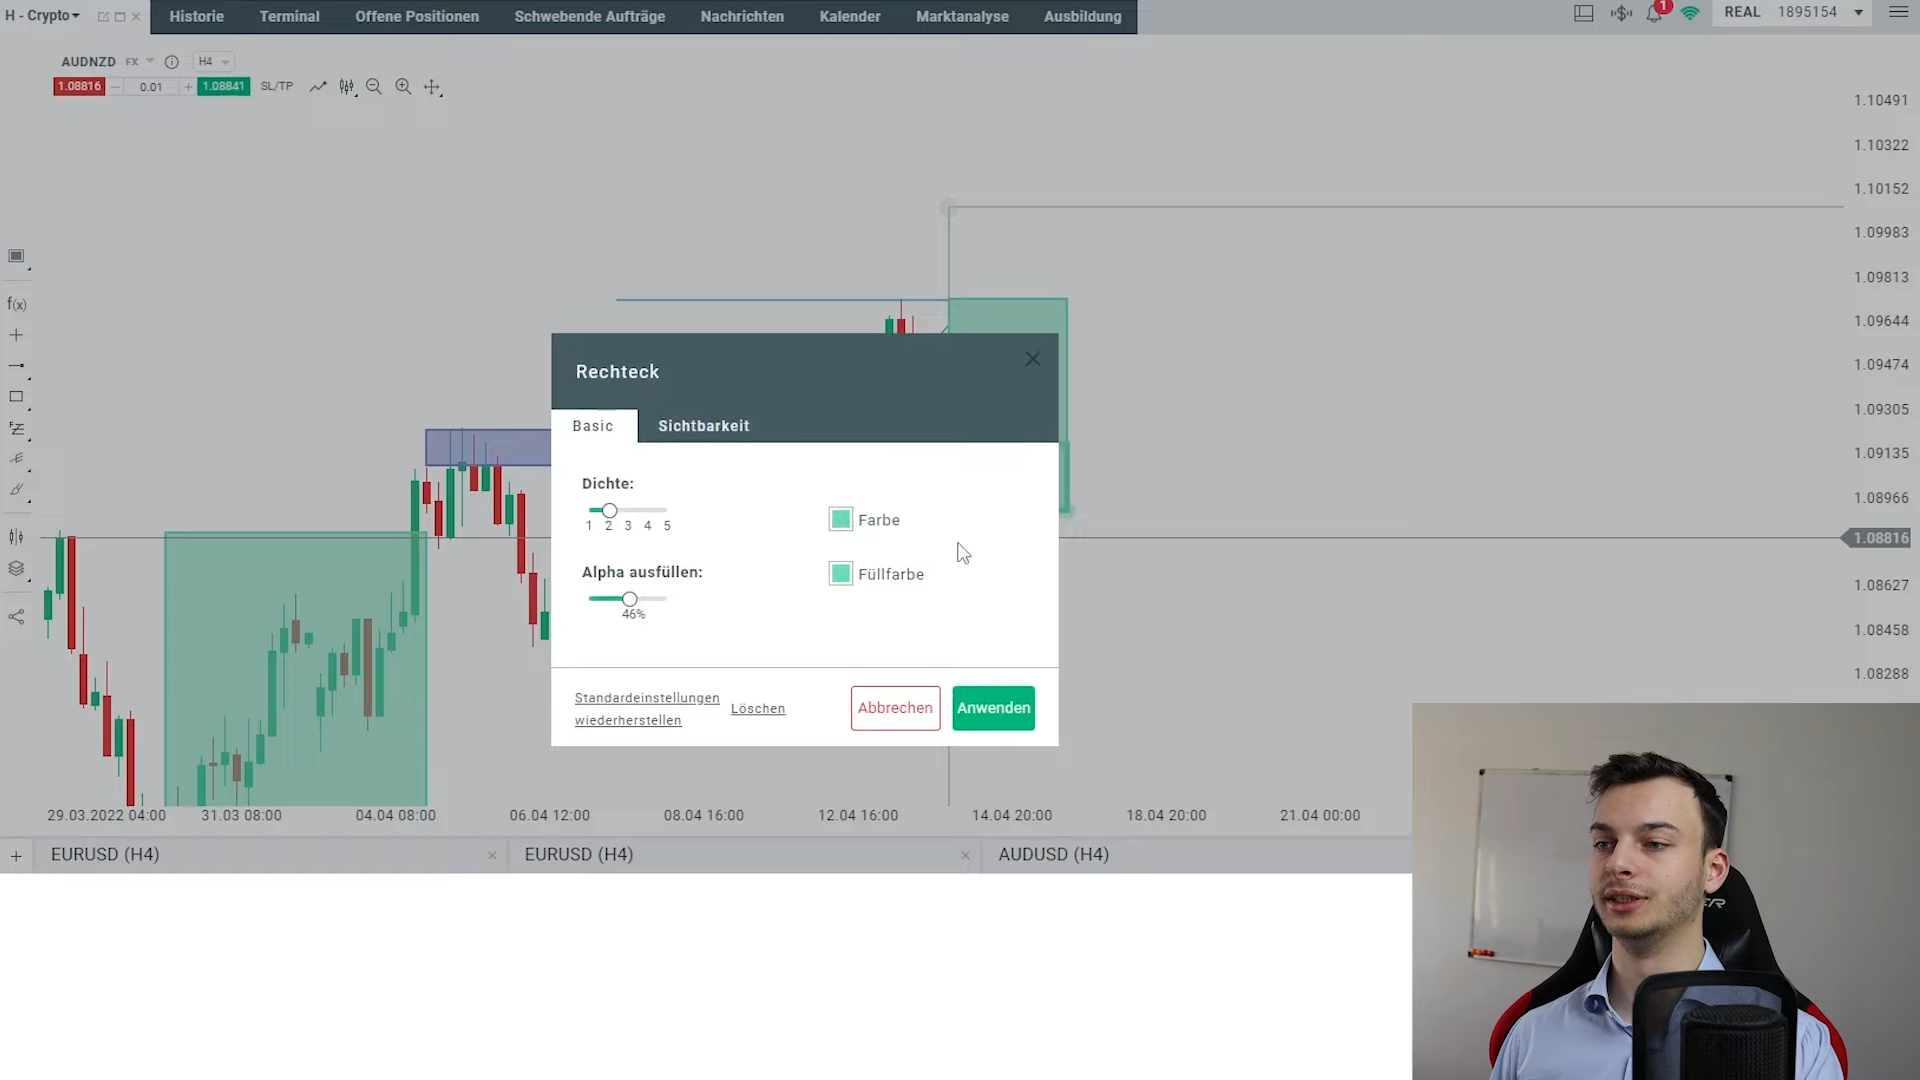 H - Crypto
Historie
Terminal
Offene Positionen
Schwebende Aufträge
Nachrichten
Kalender
Marktanalyse
Ausbildung
1
REAL 1895154
AUDNZD FX H4
1.08816 0.01 1.08841 SL/TP
1.10491
1.10322
1.10152
1.09983
1.09813
1.09644
1.09474
1.09305
1.09135
1.08966
1.08816
1.08627
1.08458
1.08288
f(x)
Rechteck
Basic
Sichtbarkeit
Dichte:
1 2 3 4 5
Farbe
Alpha ausfüllen:
46%
Füllfarbe
Standardeinstellungen
wiederherstellen
Löschen
Abbrechen
Anwenden
29.03.2022 04:00
31.03 08:00
04.04 08:00
06.04 12:00
08.04 16:00
12.04 16:00
14.04 20:00
18.04 20:00
21.04 00:00
EURUSD (H4)
EURUSD (H4)
AUDUSD (H4)